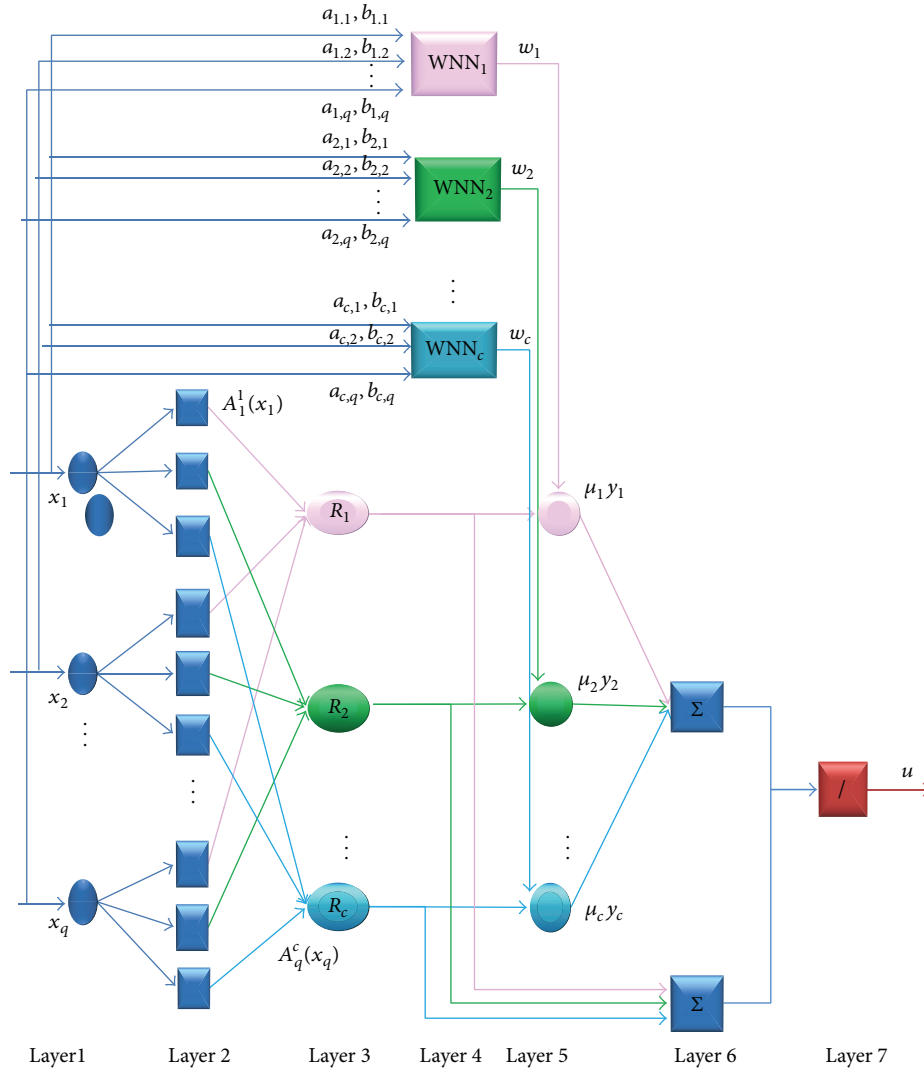 a1.1, b1.1
a1.2, b1.2
⋮
a1,q, b1,q
WNN1
w1
a2,1, b2,1
a2,2, b2,2
⋮
a2,q, b2,q
WNN2
w2
⋮
ac,1, bc,1
ac,2, bc,2
ac,q, bc,q
WNNc
wc
A₁¹(x1)
x1
R1
μ1y1
x2
⋮
R2
μ2y2
Σ
⋮
/
u
⋮
⋮
xq
Rc
μcyc
A_q^c(xq)
Σ
Layer1 Layer 2 Layer 3 Layer 4 Layer 5 Layer 6 Layer 7